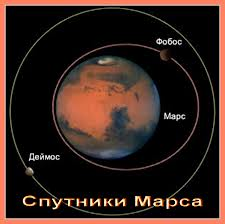 Фобос
Марс
Деймос
Спутники Марса